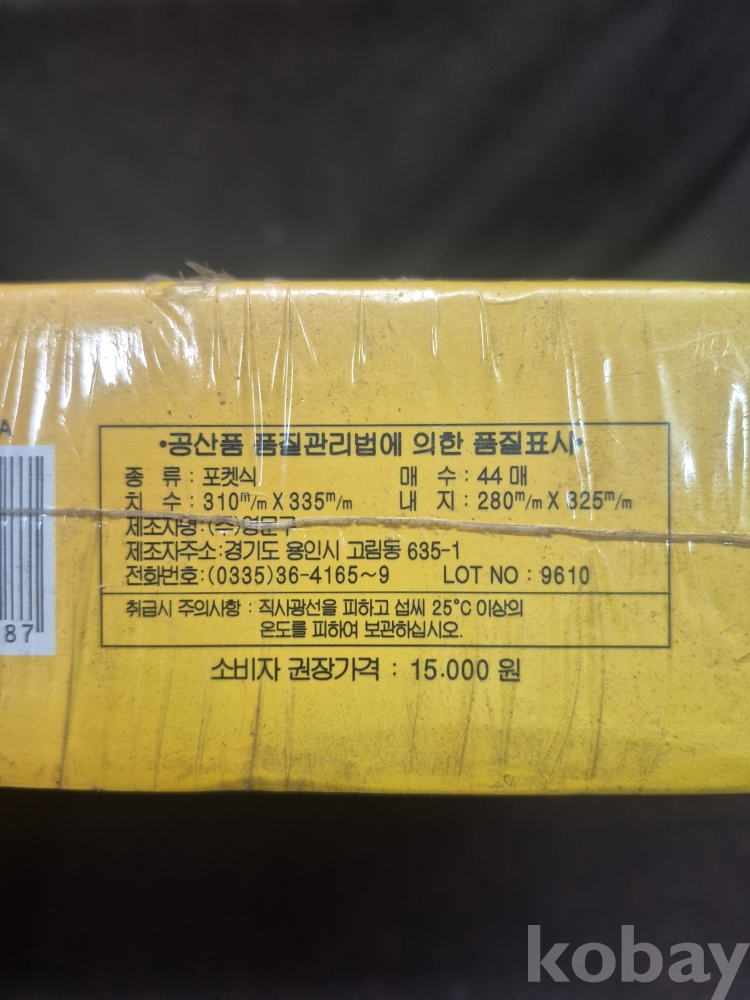 A
•공산품 품질관리법에 의한 품질표시•
종 류 : 포켓식 매 수 : 44 매
치 수 : 310m/m X 335m/m 내 지 : 280m/m X 325m/m
제조자명:(주)영문구
제조자주소:경기도 용인시 고림동 635-1
전화번호:(0335)36-4165~9 LOT NO : 9610
취급시 주의사항 : 직사광선을 피하고 섭씨 25°C 이상의
온도를 피하여 보관하십시오.
87
소비자 권장가격 : 15.000 원
kobay